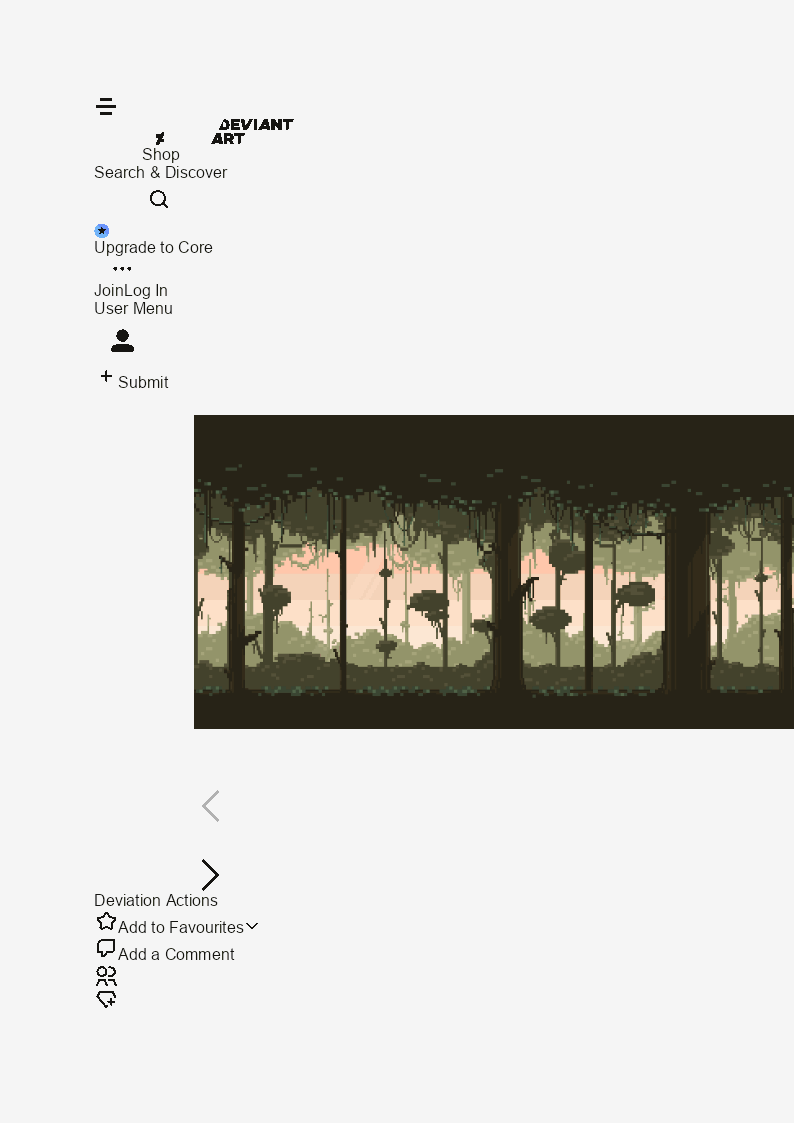 DEVIANT
ART
Shop
Search & Discover
Upgrade to Core
JoinLog In
User Menu
Submit
Deviation Actions
Add to Favourites
Add a Comment